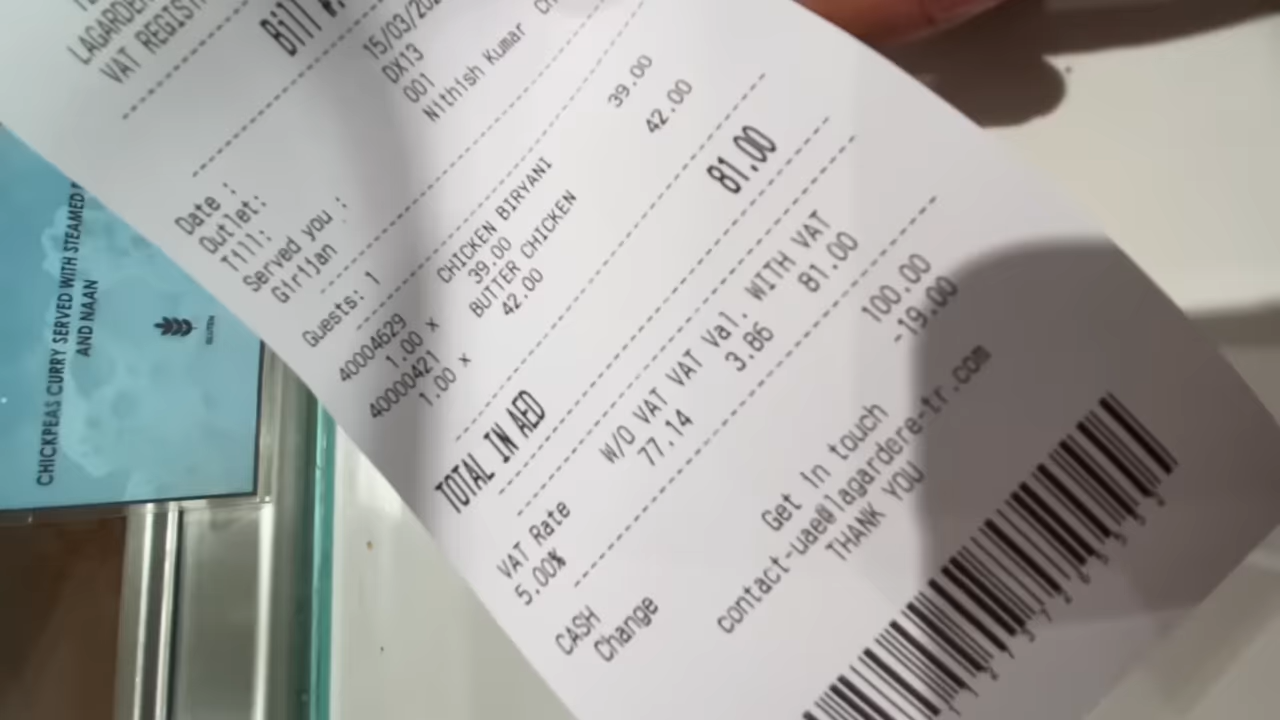 LAGARDERE
VAT REGIST
Bill
Date : 15/03/202
Outlet: DX13
Till: 001
Served you : Nithish Kumar
Girijan
Guests: 1
40004629 CHICKEN BIRYANI
1.00 x 39.00 39.00
40000421 BUTTER CHICKEN
1.00 x 42.00 42.00
TOTAL IN AED 81.00
VAT Rate W/O VAT VAT Val. WITH VAT
5.00% 77.14 3.86 81.00
CASH 100.00
Change -19.00
Get in touch
contact-uae@lagardere-tr.com
THANK YOU
CHICKPEAS CURRY SERVED WITH STEAMED
AND NAAN
GLUTEN